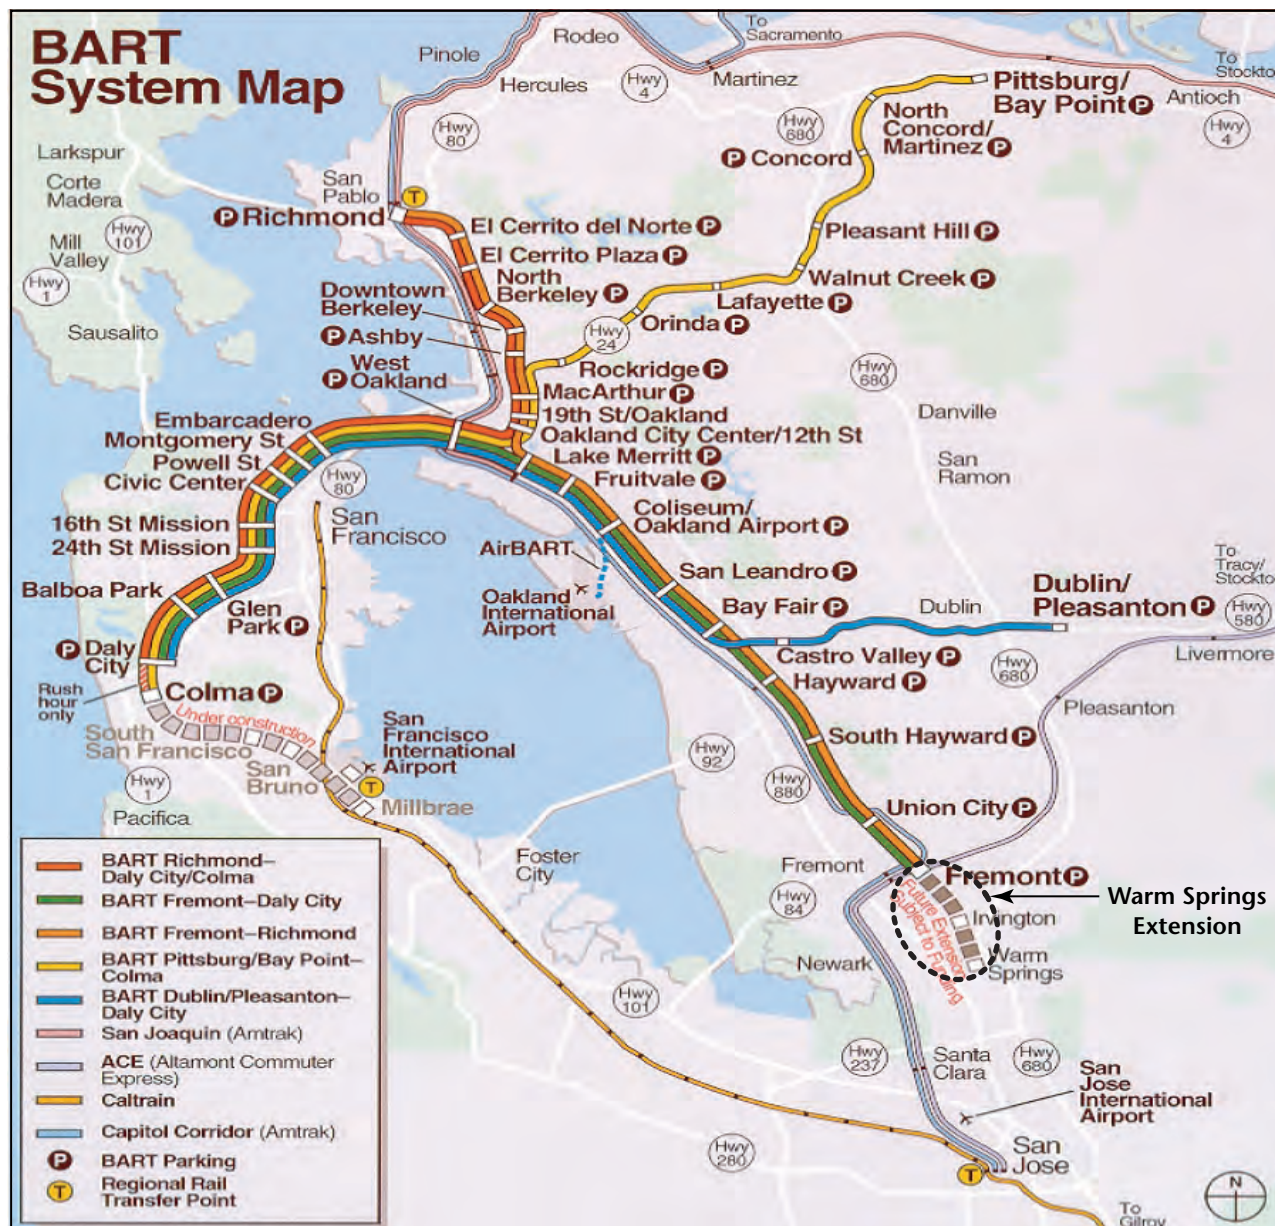 BART
System Map
To
Sacramento
Rodeo
Pinole
Hercules
Hwy
4
Martinez
To
Stockto
Pittsburg/
Bay Point P
Antioch
Hwy
4
Hwy
80
Hwy
680
North
Concord/
Martinez P
P Concord
Larkspur
Corte
Madera
San
Pablo
T
P Richmond
El Cerrito del Norte P
Pleasant Hill P
Hwy
101
Mill
Valley
Hwy
1
El Cerrito Plaza P
North
Berkeley P
Walnut Creek P
Lafayette P
Orinda P
Downtown
Berkeley
Sausalito
P Ashby
Hwy
24
West
P Oakland
Rockridge P
Hwy
680
MacArthur P
19th St/Oakland
Oakland City Center/12th St
Danville
Embarcadero
Montgomery St
Powell St
Civic Center
Lake Merritt P
Fruitvale P
San
Ramon
Hwy
80
San
Francisco
16th St Mission
24th St Mission
Coliseum/
Oakland Airport P
AirBART
San Leandro P
To
Tracy/
Stockto
Balboa Park
Glen
Park P
Oakland
International
Airport
Bay Fair P
Dublin
Dublin/
Pleasanton P
Hwy
580
P Daly
City
Castro Valley P
Livermore
Rush
hour
only
Colma P
Hayward P
Hwy
680
Pleasanton
Under construction
South
San Francisco
San
Francisco
International
Airport
South Hayward P
San
Bruno
Hwy
92
Hwy
1
T
Millbrae
Hwy
880
Union City P
Pacifica
Foster
City
Fremont
Fremont P
Warm Springs
Extension
Hwy
84
Future Extension
Subject to Funding
Irvington
Newark
Warm
Springs
Hwy
101
Hwy
237
Santa
Clara
Hwy
680
San
Jose
International
Airport
Hwy
280
San
Jose
T
To
Gilroy
N
BART Richmond–
Daly City/Colma
BART Fremont–Daly City
BART Fremont–Richmond
BART Pittsburg/Bay Point–
Colma
BART Dublin/Pleasanton–
Daly City
San Joaquin (Amtrak)
ACE (Altamont Commuter
Express)
Caltrain
Capitol Corridor (Amtrak)
P BART Parking
T Regional Rail
Transfer Point